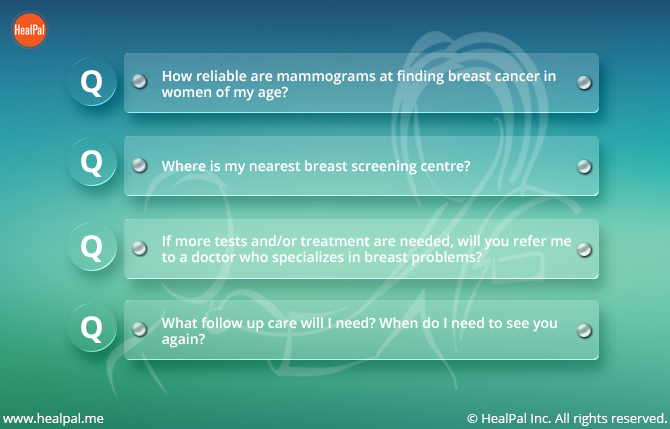 HealPal
Q
How reliable are mammograms at finding breast cancer in
women of my age?
Q
Where is my nearest breast screening centre?
Q
If more tests and/or treatment are needed, will you refer me
to a doctor who specializes in breast problems?
Q
What follow up care will I need? When do I need to see you
again?
www.healpal.me
© HealPal Inc. All rights reserved.